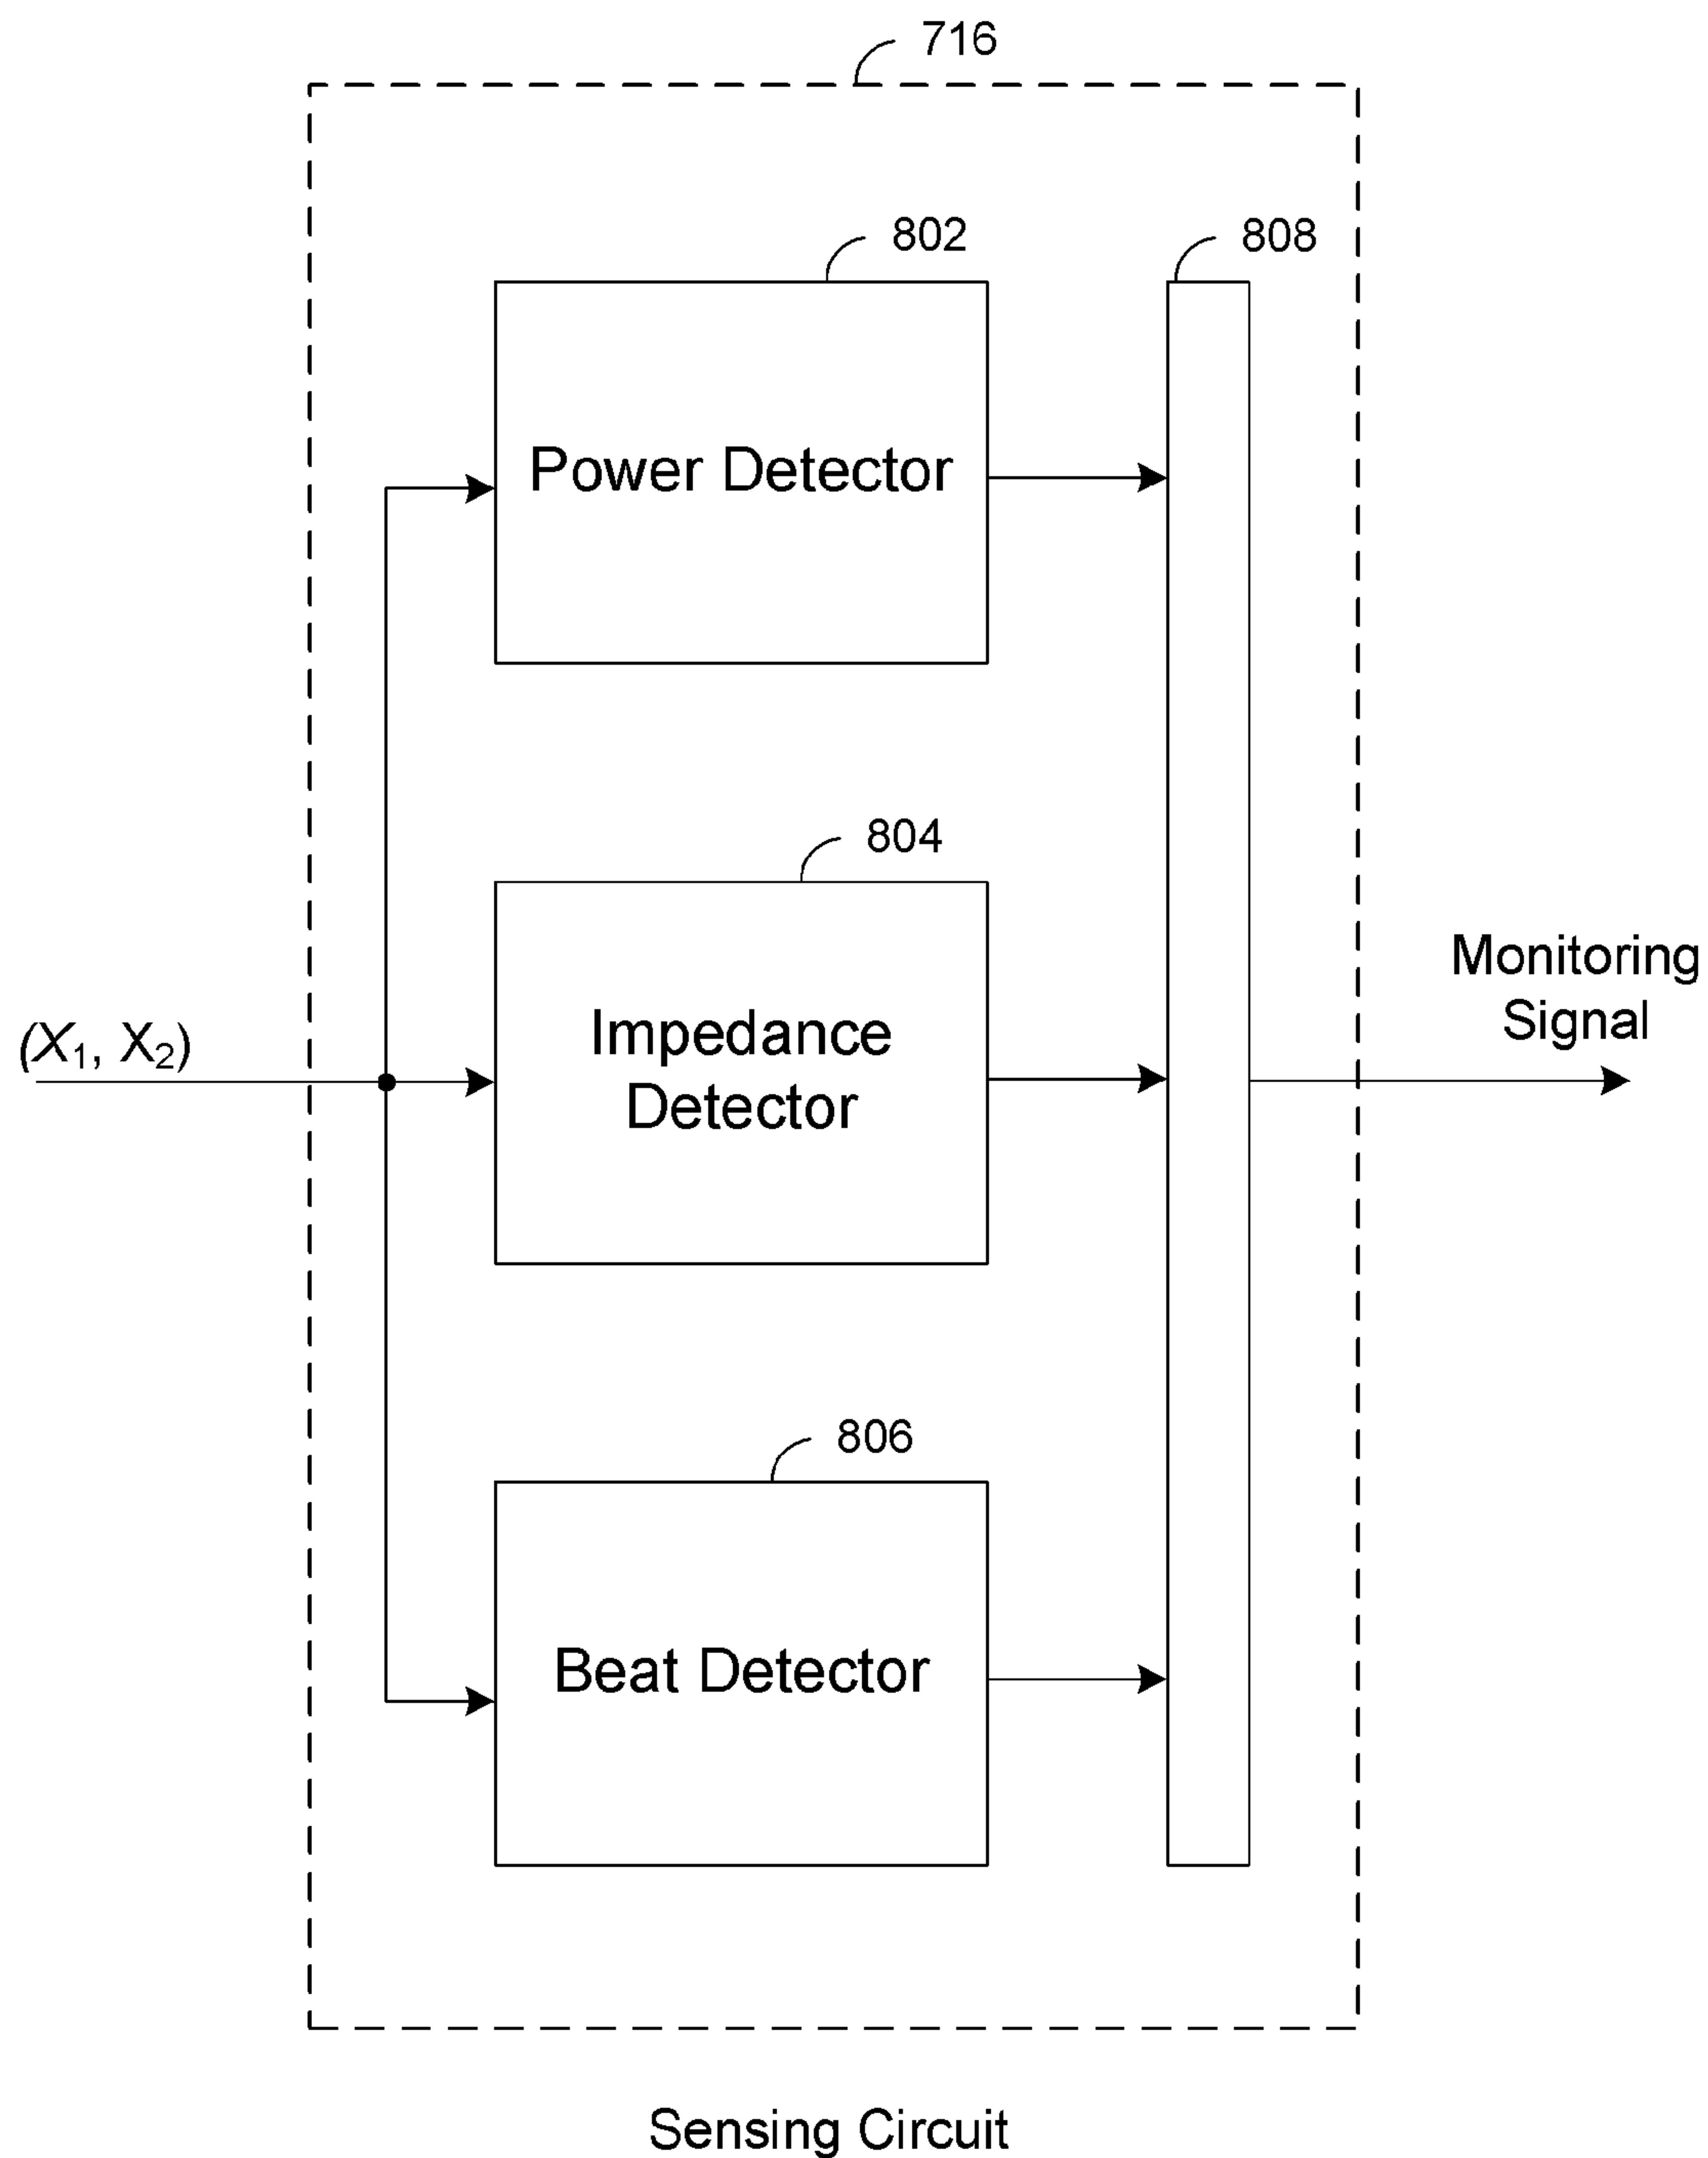 716
802
808
Power Detector
804
Impedance
Detector
Monitoring
Signal
(X1, X2)
806
Beat Detector
Sensing Circuit